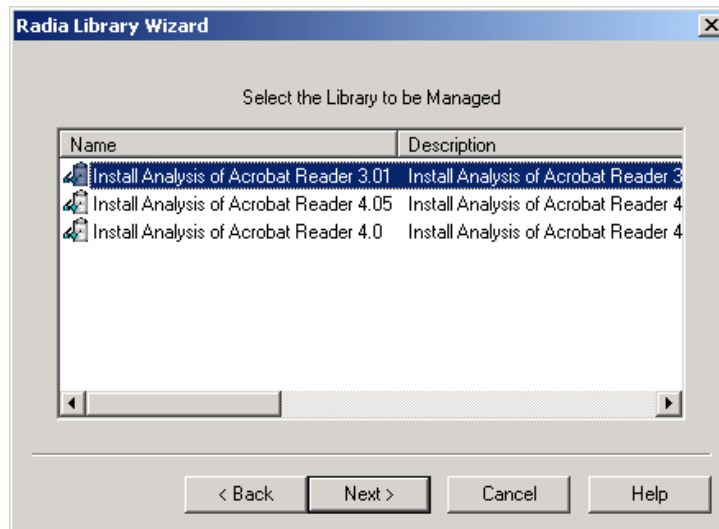 Radia Library Wizard
Select the Library to be Managed
Name Description
Install Analysis of Acrobat Reader 3.01 Install Analysis of Acrobat Reader 3
Install Analysis of Acrobat Reader 4.05 Install Analysis of Acrobat Reader 4
Install Analysis of Acrobat Reader 4.0 Install Analysis of Acrobat Reader 4
< Back Next > Cancel Help